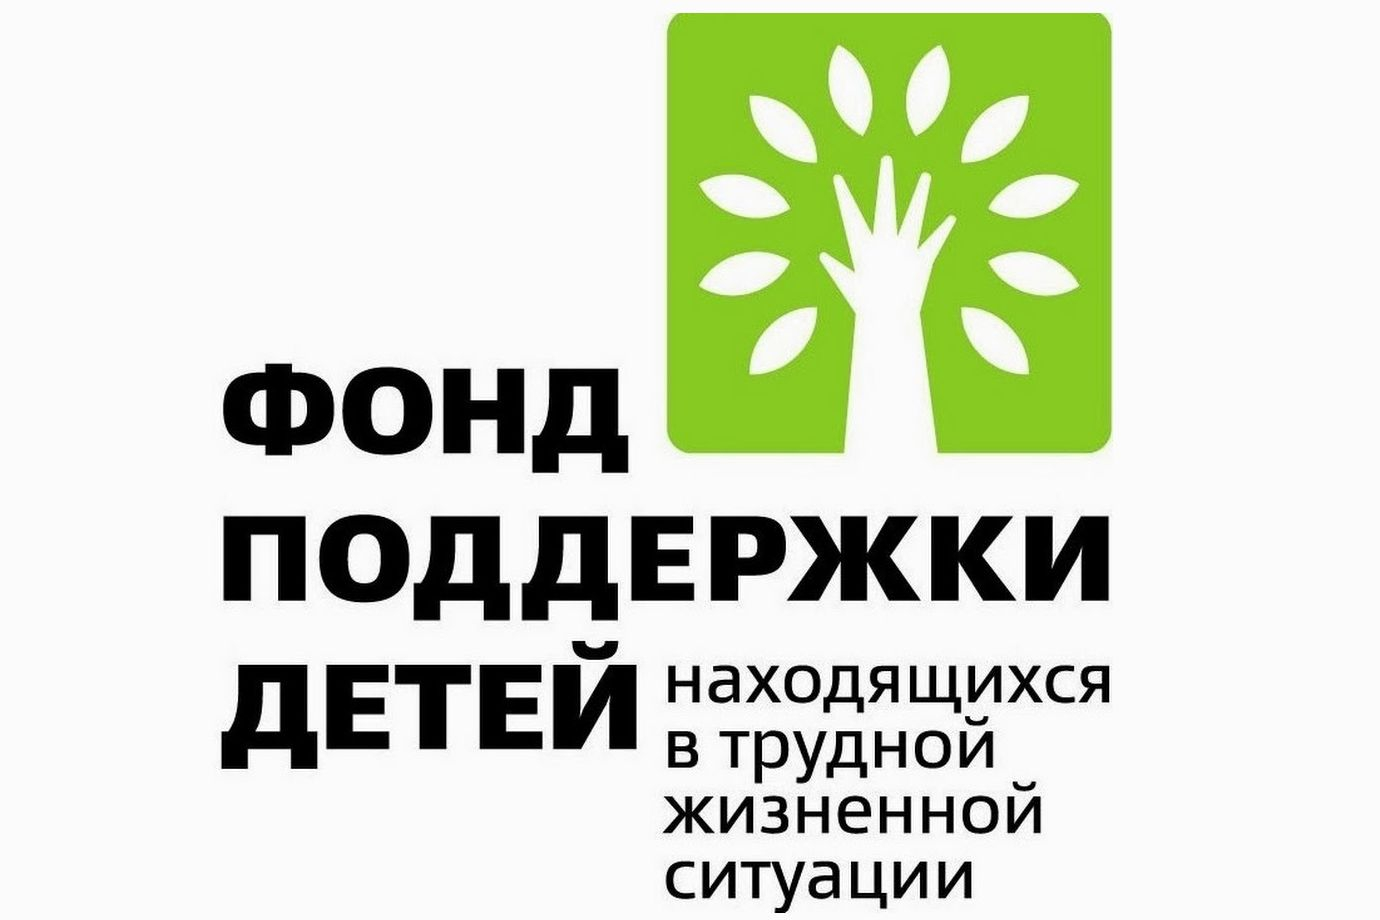 ФОНД
ПОДДЕРЖКИ
ДЕТЕЙ
находящихся
в трудной
жизненной
ситуации